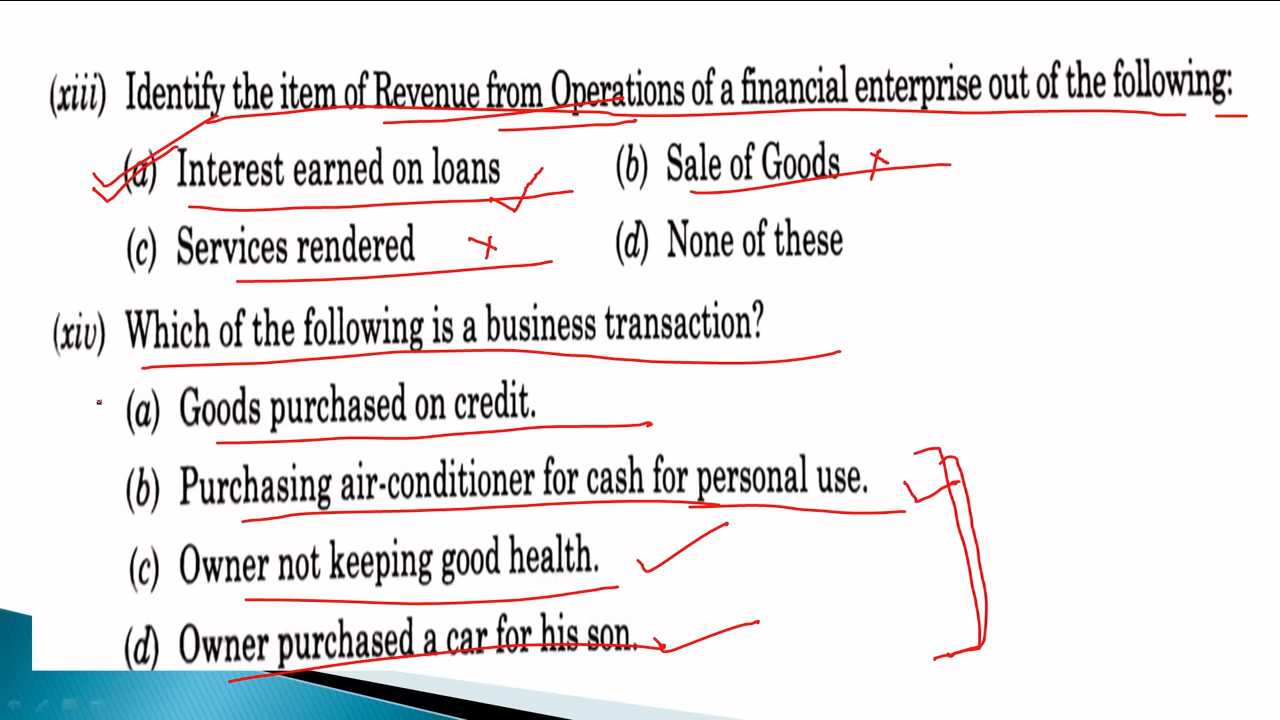 (xiii) Identify the item of Revenue from Operations of a financial enterprise out of the following:
(a) Interest earned on loans (b) Sale of Goods
(c) Services rendered (d) None of these
(xiv) Which of the following is a business transaction?
(a) Goods purchased on credit.
(b) Purchasing air-conditioner for cash for personal use.
(c) Owner not keeping good health.
(d) Owner purchased a car for his son.